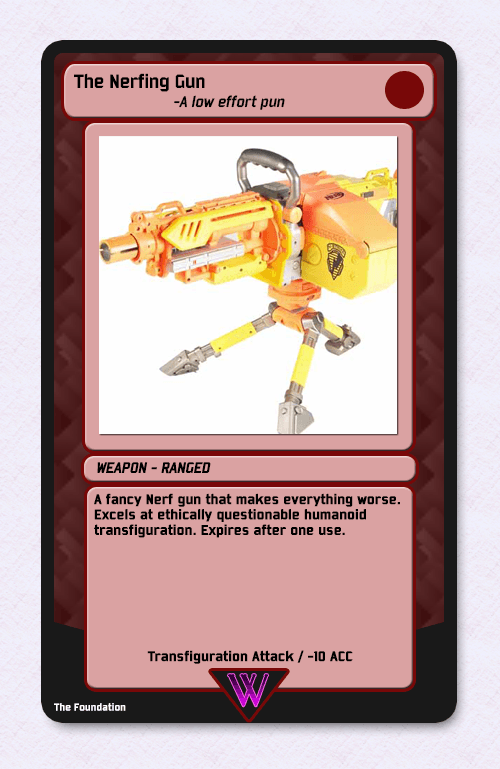 The Nerfing Gun
-A low effort pun
NERF
WEAPON - RANGED
A fancy Nerf gun that makes everything worse.
Excels at ethically questionable humanoid
transfiguration. Expires after one use.
Transfiguration Attack / -10 ACC
W
The Foundation